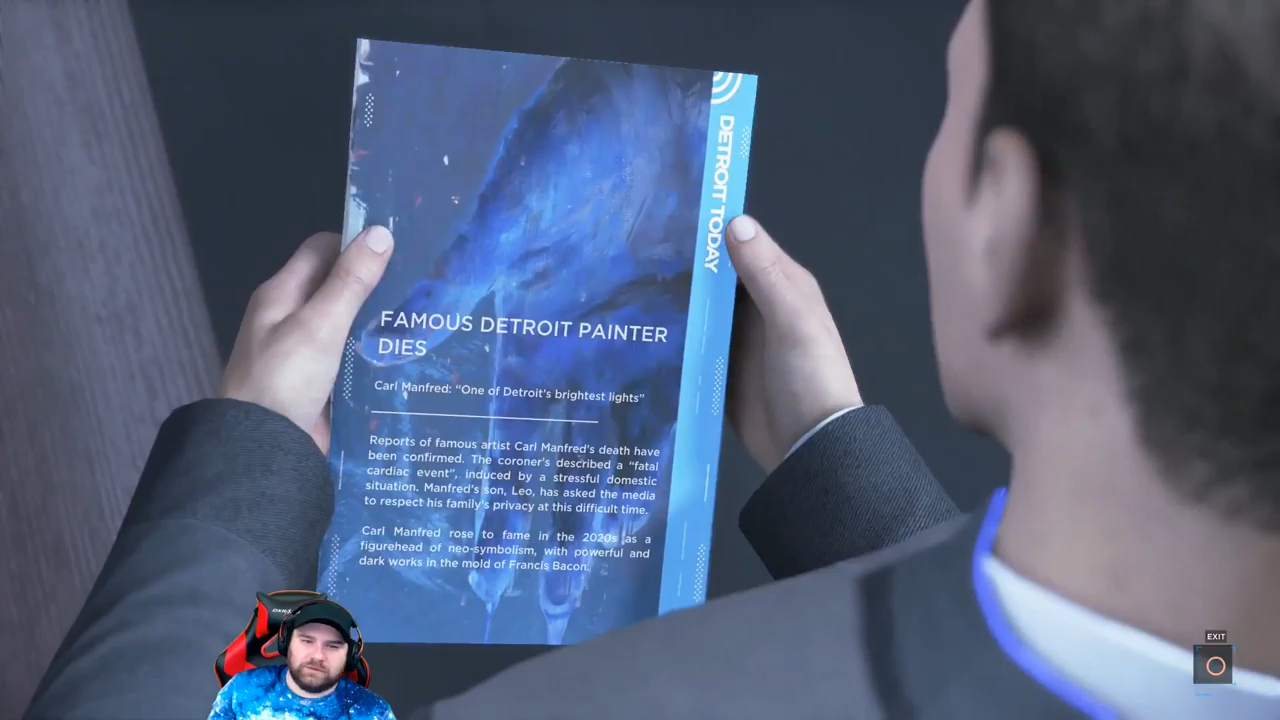 DETROIT TODAY
FAMOUS DETROIT PAINTER
DIES
Carl Manfred: “One of Detroit's brightest lights”
Reports of famous artist Carl Manfred's death have
been confirmed. The coroner's described a “fatal
cardiac event”, induced by a stressful domestic
situation. Manfred's son, Leo, has asked the media
to respect his family's privacy at this difficult time.
Carl Manfred rose to fame in the 2020s as a
figurehead of neo-symbolism, with powerful and
dark works in the mold of Francis Bacon.
EXIT